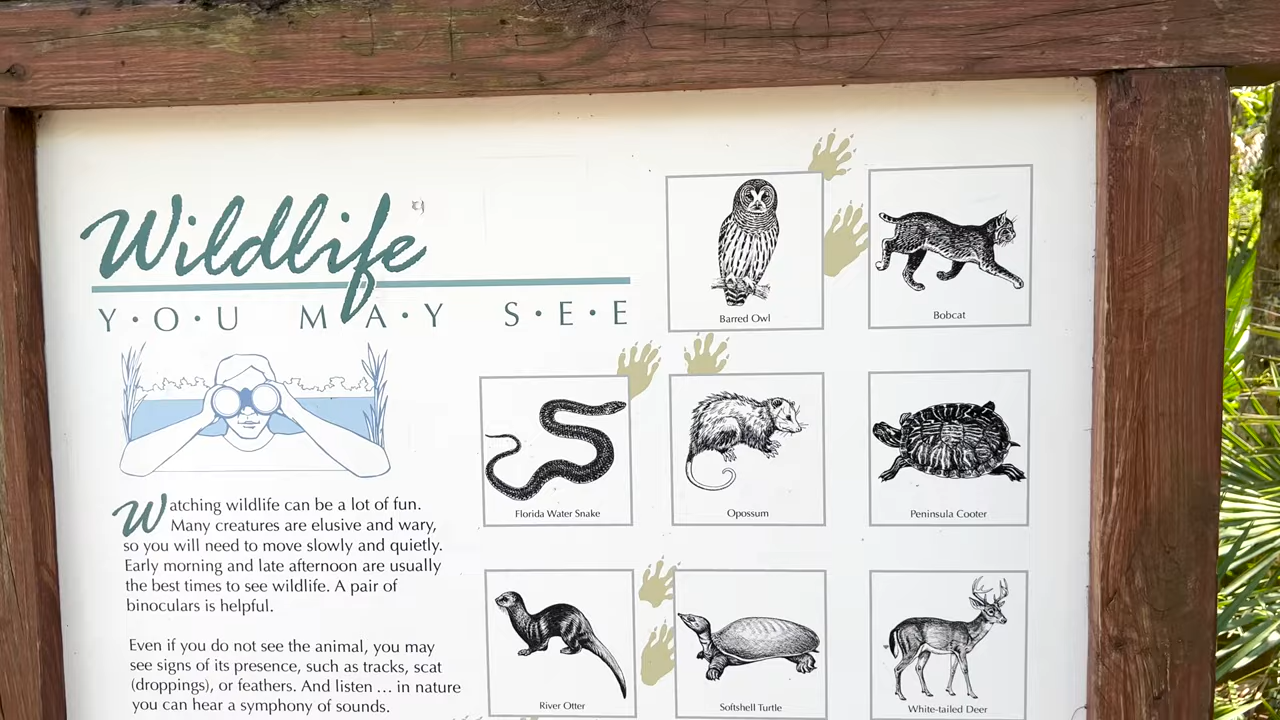 Wildlife
Y·O·U M·A·Y S·E·E
Watching wildlife can be a lot of fun.
Many creatures are elusive and wary,
so you will need to move slowly and quietly.
Early morning and late afternoon are usually
the best times to see wildlife. A pair of
binoculars is helpful.
Even if you do not see the animal, you may
see signs of its presence, such as tracks, scat
(droppings), or feathers. And listen ... in nature
you can hear a symphony of sounds.
Barred Owl
Bobcat
Florida Water Snake
Opossum
Peninsula Cooter
River Otter
Softshell Turtle
White-tailed Deer